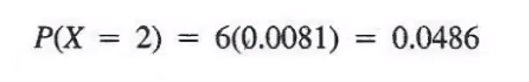 P(X = 2) = 6(0.0081) = 0.0486